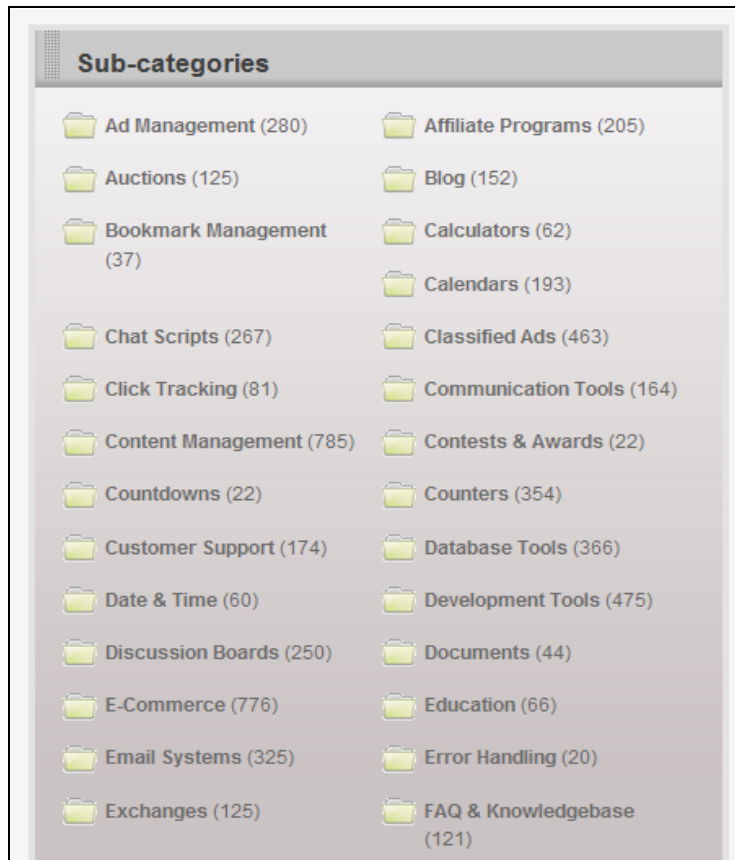 Sub-categories
Ad Management (280)
Affiliate Programs (205)
Auctions (125)
Blog (152)
Bookmark Management
(37)
Calculators (62)
Calendars (193)
Chat Scripts (267)
Classified Ads (463)
Click Tracking (81)
Communication Tools (164)
Content Management (785)
Contests & Awards (22)
Countdowns (22)
Counters (354)
Customer Support (174)
Database Tools (366)
Date & Time (60)
Development Tools (475)
Discussion Boards (250)
Documents (44)
E-Commerce (776)
Education (66)
Email Systems (325)
Error Handling (20)
Exchanges (125)
FAQ & Knowledgebase
(121)